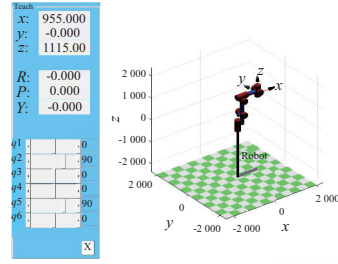 Teach
x: 955.000
y: -0.000
z: 1115.00
R: -0.000
P: 0.000
Y: -0.000
q1 0
q2 90
q3 0
q4 0
q5 90
q6 0
X
z
y
x
2 000
1 000
0
-1 000
-2 000
z
Robot
2 000
0
-2 000
y
-2 000
0
2 000
x